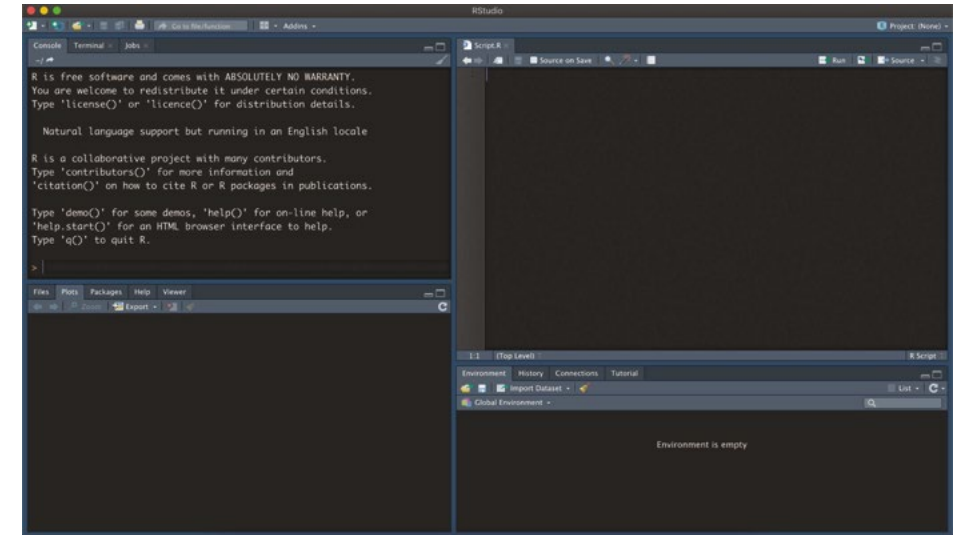 RStudio
Go to file/function
Addins
Project: (None)
Console Terminal Jobs
~/
R is free software and comes with ABSOLUTELY NO WARRANTY.
You are welcome to redistribute it under certain conditions.
Type 'license()' or 'licence()' for distribution details.
Natural language support but running in an English locale
R is a collaborative project with many contributors.
Type 'contributors()' for more information and
'citation()' on how to cite R or R packages in publications.
Type 'demo()' for some demos, 'help()' for on-line help, or
'help.start()' for an HTML browser interface to help.
Type 'q()' to quit R.
>
Files Plots Packages Help Viewer
Zoom Export
Script.R
Source on Save Run Source
1:1 (Top Level) R Script
Environment History Connections Tutorial
Import Dataset List
Global Environment
Environment is empty